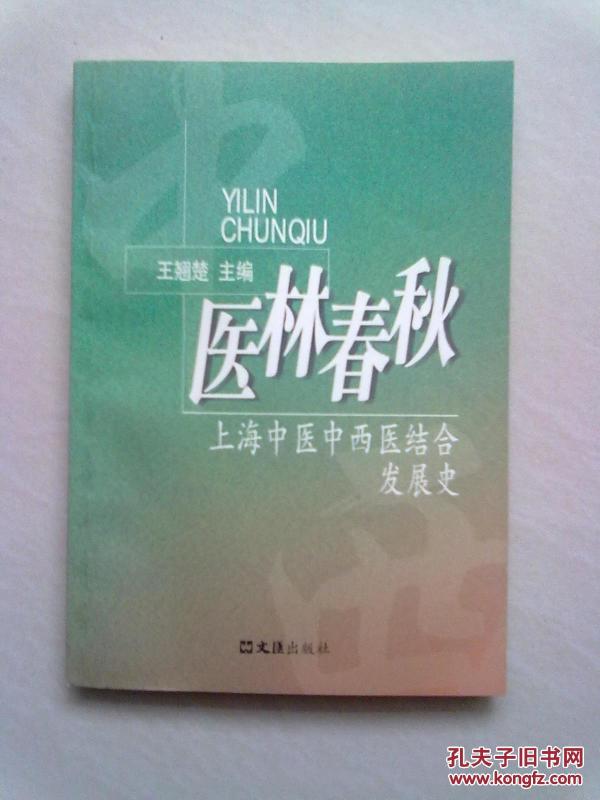 YILIN
CHUNQIU
王翘楚 主编
医林春秋
上海中医中西医结合
发展史
文匯出版社
孔夫子旧书网
www.kongfz.com